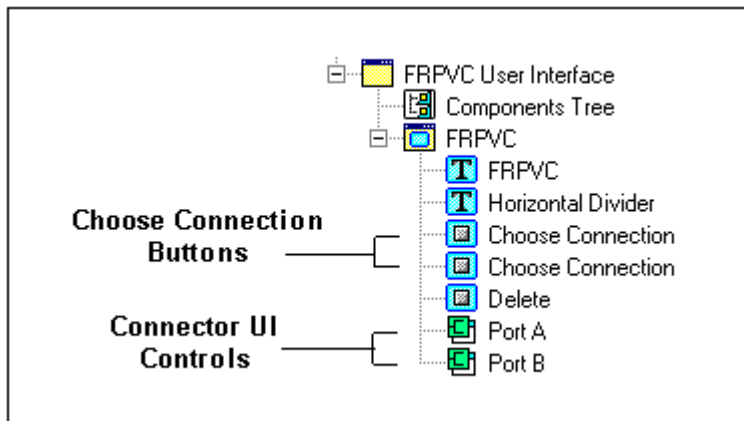 FRPVC User Interface
Components Tree
FRPVC
T FRPVC
T Horizontal Divider
Choose Connection
Choose Connection
Delete
C Port A
C Port B
Choose Connection
Buttons
Connector UI
Controls